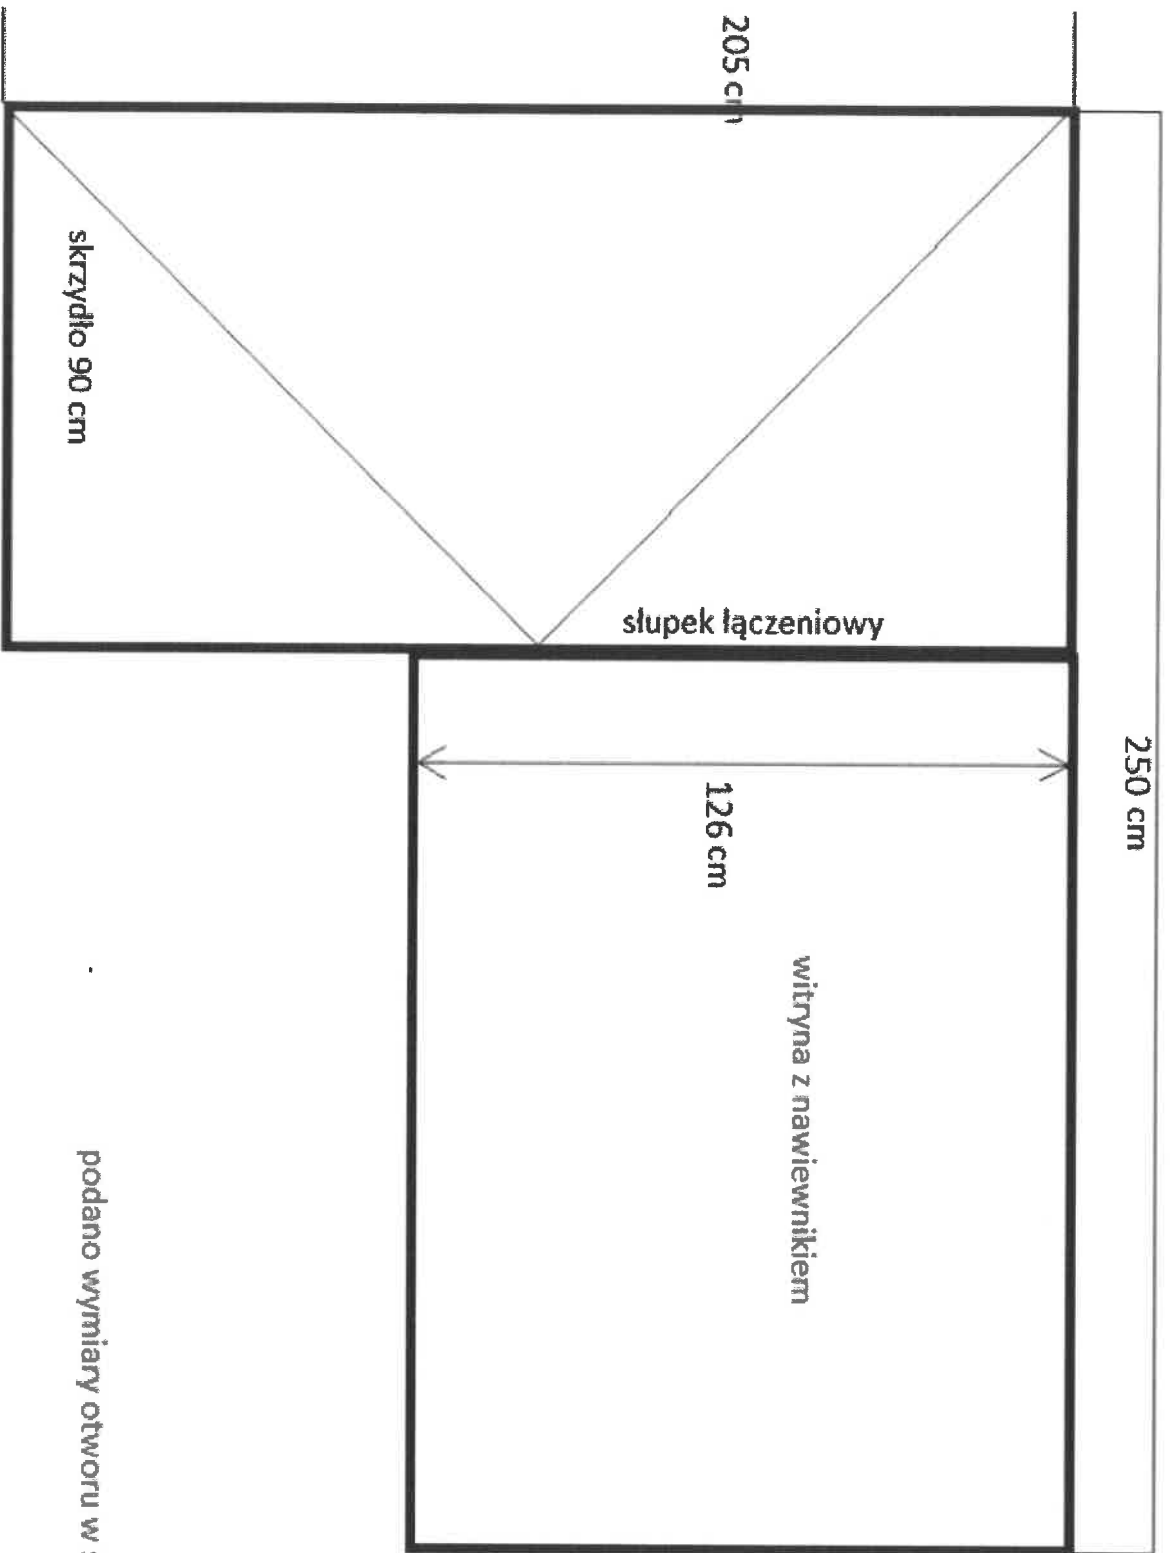 250 cm
205 cm
słupek łączeniowy
126 cm
witryna z nawiewnikiem
skrzydło 90 cm
podano wymiary otworu w